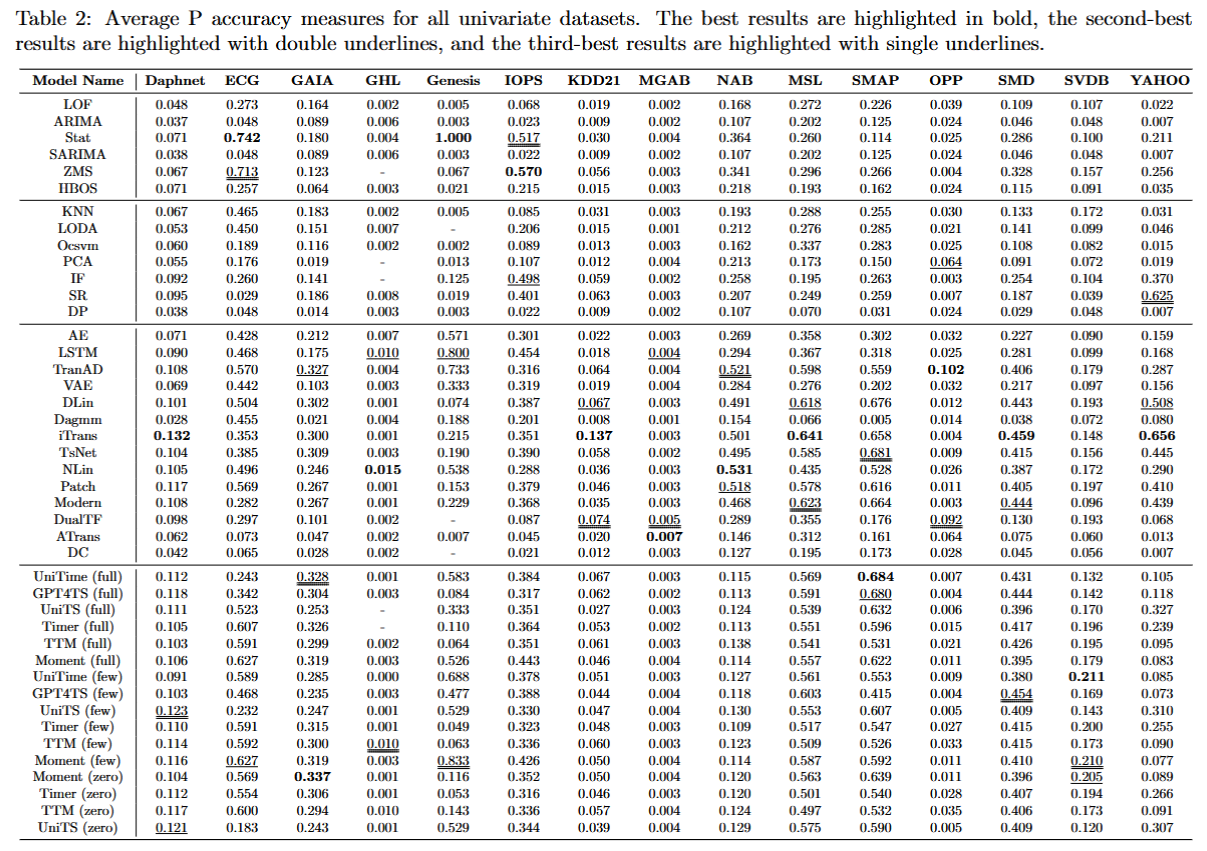 Table 2: Average P accuracy measures for all univariate datasets. The best results are highlighted in bold, the second-best
results are highlighted with double underlines, and the third-best results are highlighted with single underlines.
Model Name Daphnet ECG GAIA GHL Genesis IOPS KDD21 MGAB NAB MSL SMAP OPP SMD SVDB YAHOO
LOF 0.048 0.273 0.164 0.002 0.005 0.068 0.019 0.002 0.168 0.272 0.226 0.039 0.109 0.107 0.022
ARIMA 0.037 0.048 0.089 0.006 0.003 0.023 0.009 0.002 0.107 0.202 0.125 0.024 0.046 0.048 0.007
Stat 0.071 0.742 0.180 0.004 1.000 0.517 0.030 0.004 0.364 0.260 0.114 0.025 0.286 0.100 0.211
SARIMA 0.038 0.048 0.089 0.006 0.003 0.022 0.009 0.002 0.107 0.202 0.125 0.024 0.046 0.048 0.007
ZMS 0.067 0.713 0.123 - 0.067 0.570 0.056 0.003 0.341 0.296 0.266 0.004 0.328 0.157 0.256
HBOS 0.071 0.257 0.064 0.003 0.021 0.215 0.015 0.003 0.218 0.193 0.162 0.024 0.115 0.091 0.035
KNN 0.067 0.465 0.183 0.002 0.005 0.085 0.031 0.003 0.193 0.288 0.255 0.030 0.133 0.172 0.031
LODA 0.053 0.450 0.151 0.007 - 0.206 0.015 0.001 0.212 0.276 0.285 0.021 0.141 0.099 0.046
Ocsvm 0.060 0.189 0.116 0.002 0.002 0.089 0.013 0.003 0.162 0.337 0.283 0.025 0.108 0.082 0.015
PCA 0.055 0.176 0.019 - 0.013 0.107 0.012 0.004 0.213 0.173 0.150 0.064 0.091 0.072 0.019
IF 0.092 0.260 0.141 - 0.125 0.498 0.059 0.002 0.258 0.195 0.263 0.003 0.254 0.104 0.370
SR 0.095 0.029 0.186 0.008 0.019 0.401 0.063 0.003 0.207 0.249 0.259 0.007 0.187 0.039 0.625
DP 0.038 0.048 0.014 0.003 0.003 0.022 0.009 0.002 0.107 0.070 0.031 0.024 0.029 0.048 0.007
AE 0.071 0.428 0.212 0.007 0.571 0.301 0.022 0.003 0.269 0.358 0.302 0.032 0.227 0.090 0.159
LSTM 0.090 0.468 0.175 0.010 0.800 0.454 0.018 0.004 0.294 0.367 0.318 0.025 0.281 0.099 0.168
TranAD 0.108 0.570 0.327 0.004 0.733 0.316 0.064 0.004 0.521 0.598 0.559 0.102 0.406 0.179 0.287
VAE 0.069 0.442 0.103 0.003 0.333 0.319 0.019 0.004 0.284 0.276 0.202 0.032 0.217 0.097 0.156
DLin 0.101 0.504 0.302 0.001 0.074 0.387 0.067 0.003 0.491 0.618 0.676 0.012 0.443 0.193 0.508
Dagmm 0.028 0.455 0.021 0.004 0.188 0.201 0.008 0.001 0.154 0.066 0.005 0.014 0.038 0.072 0.080
iTrans 0.132 0.353 0.300 0.001 0.215 0.351 0.137 0.003 0.501 0.641 0.658 0.004 0.459 0.148 0.656
TsNet 0.104 0.385 0.309 0.003 0.190 0.390 0.058 0.002 0.495 0.585 0.681 0.009 0.415 0.156 0.445
NLin 0.105 0.496 0.246 0.015 0.538 0.288 0.036 0.003 0.531 0.435 0.528 0.026 0.387 0.172 0.290
Patch 0.117 0.569 0.267 0.001 0.153 0.379 0.046 0.003 0.518 0.578 0.616 0.011 0.405 0.197 0.410
Modern 0.108 0.282 0.267 0.001 0.229 0.368 0.035 0.003 0.468 0.623 0.664 0.003 0.444 0.096 0.439
DualTF 0.098 0.297 0.101 0.002 - 0.087 0.074 0.005 0.289 0.355 0.176 0.092 0.130 0.193 0.068
ATrans 0.062 0.073 0.047 0.002 0.007 0.045 0.020 0.007 0.146 0.312 0.161 0.064 0.075 0.060 0.013
DC 0.042 0.065 0.028 0.002 - 0.021 0.012 0.003 0.127 0.195 0.173 0.028 0.045 0.056 0.007
UniTime (full) 0.112 0.243 0.328 0.001 0.583 0.384 0.067 0.003 0.115 0.569 0.684 0.007 0.431 0.132 0.105
GPT4TS (full) 0.118 0.342 0.304 0.003 0.084 0.317 0.062 0.002 0.113 0.591 0.680 0.004 0.444 0.142 0.118
UniTS (full) 0.111 0.523 0.253 - 0.333 0.351 0.027 0.003 0.124 0.539 0.632 0.006 0.396 0.170 0.327
Timer (full) 0.105 0.607 0.326 - 0.110 0.364 0.053 0.002 0.113 0.551 0.596 0.015 0.417 0.196 0.239
TTM (full) 0.103 0.591 0.299 0.002 0.064 0.351 0.061 0.003 0.138 0.541 0.531 0.021 0.426 0.195 0.095
Moment (full) 0.106 0.627 0.319 0.003 0.526 0.443 0.046 0.004 0.114 0.557 0.622 0.011 0.395 0.179 0.083
UniTime (few) 0.091 0.589 0.285 0.000 0.688 0.378 0.051 0.003 0.127 0.561 0.553 0.009 0.380 0.211 0.085
GPT4TS (few) 0.103 0.468 0.235 0.003 0.477 0.388 0.044 0.004 0.118 0.603 0.415 0.004 0.454 0.169 0.073
UniTS (few) 0.123 0.232 0.247 0.001 0.529 0.330 0.047 0.004 0.130 0.553 0.607 0.005 0.409 0.143 0.310
Timer (few) 0.110 0.591 0.315 0.001 0.049 0.323 0.048 0.003 0.109 0.517 0.547 0.027 0.415 0.200 0.255
TTM (few) 0.114 0.592 0.300 0.010 0.063 0.336 0.060 0.003 0.123 0.509 0.526 0.033 0.415 0.173 0.090
Moment (few) 0.116 0.627 0.319 0.003 0.833 0.426 0.050 0.004 0.114 0.587 0.592 0.011 0.410 0.210 0.077
Moment (zero) 0.104 0.569 0.337 0.001 0.116 0.352 0.050 0.004 0.120 0.563 0.639 0.011 0.396 0.205 0.089
Timer (zero) 0.112 0.554 0.306 0.001 0.053 0.316 0.046 0.003 0.120 0.501 0.540 0.028 0.407 0.194 0.266
TTM (zero) 0.117 0.600 0.294 0.010 0.143 0.336 0.057 0.004 0.124 0.497 0.532 0.035 0.406 0.173 0.091
UniTS (zero) 0.121 0.183 0.243 0.001 0.529 0.344 0.039 0.004 0.129 0.575 0.590 0.005 0.409 0.120 0.307